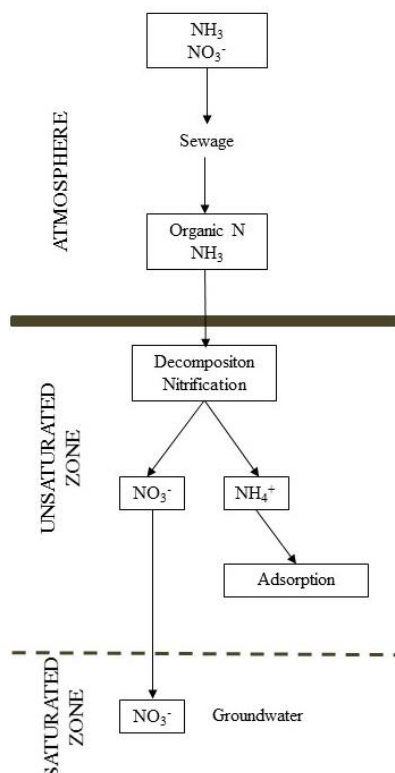 NH₃
NO₃⁻
Sewage
ATMOSPHERE
Organic N
NH₃
Decompositon
Nitrification
UNSATURATED
ZONE
NO₃⁻
NH₄⁺
Adsorption
SATURATED
ZONE
NO₃⁻
Groundwater